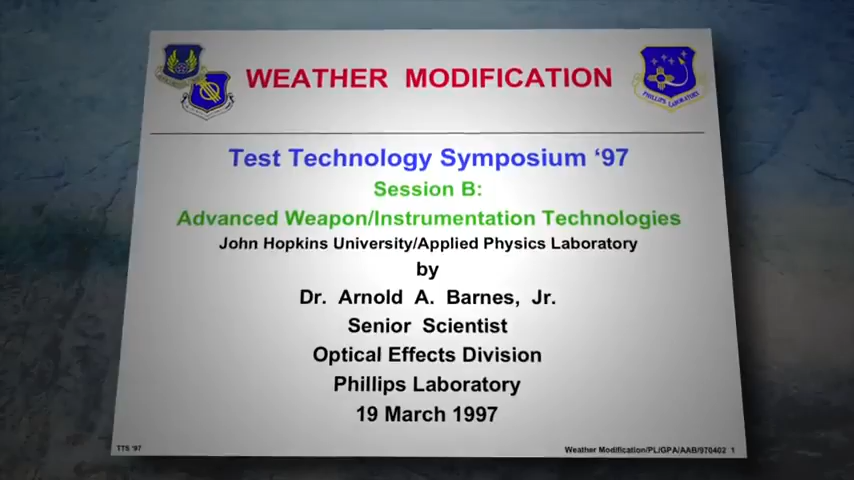 WEATHER MODIFICATION
PHILLIPS LABORATORY
Test Technology Symposium ‘97
Session B:
Advanced Weapon/Instrumentation Technologies
John Hopkins University/Applied Physics Laboratory
by
Dr. Arnold A. Barnes, Jr.
Senior Scientist
Optical Effects Division
Phillips Laboratory
19 March 1997
TTS '97
Weather Modification/PL/GPA/AAB/970402 1